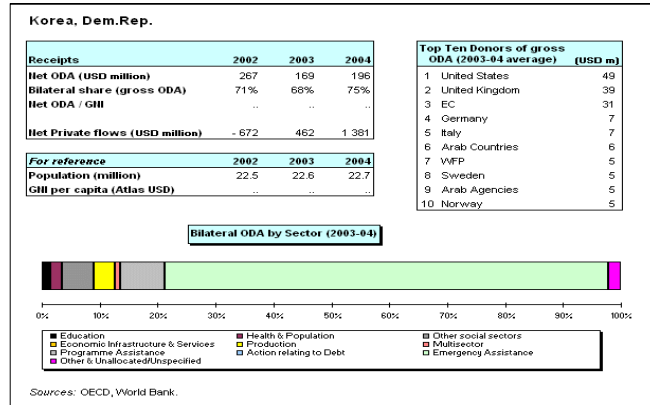 Korea, Dem.Rep.
Receipts 2002 2003 2004
Net ODA (USD million) 267 169 196
Bilateral share (gross ODA) 71% 68% 75%
Net ODA / GNI .. .. ..
Net Private flows (USD million) - 672 462 1 381
For reference 2002 2003 2004
Population (million) 22.5 22.6 22.7
GNI per capita (Atlas USD) .. .. ..
Top Ten Donors of gross
ODA (2003-04 average) (USD m)
1 United States 49
2 United Kingdom 39
3 EC 31
4 Germany 7
5 Italy 7
6 Arab Countries 6
7 WFP 5
8 Sweden 5
9 Arab Agencies 5
10 Norway 5
Bilateral ODA by Sector (2003-04)
0% 10% 20% 30% 40% 50% 60% 70% 80% 90% 100%
Education Health & Population Other social sectors
Economic Infrastructure & Services Production Multisector
Programme Assistance Action relating to Debt Emergency Assistance
Other & Unallocated/Unspecified
Sources: OECD, World Bank.